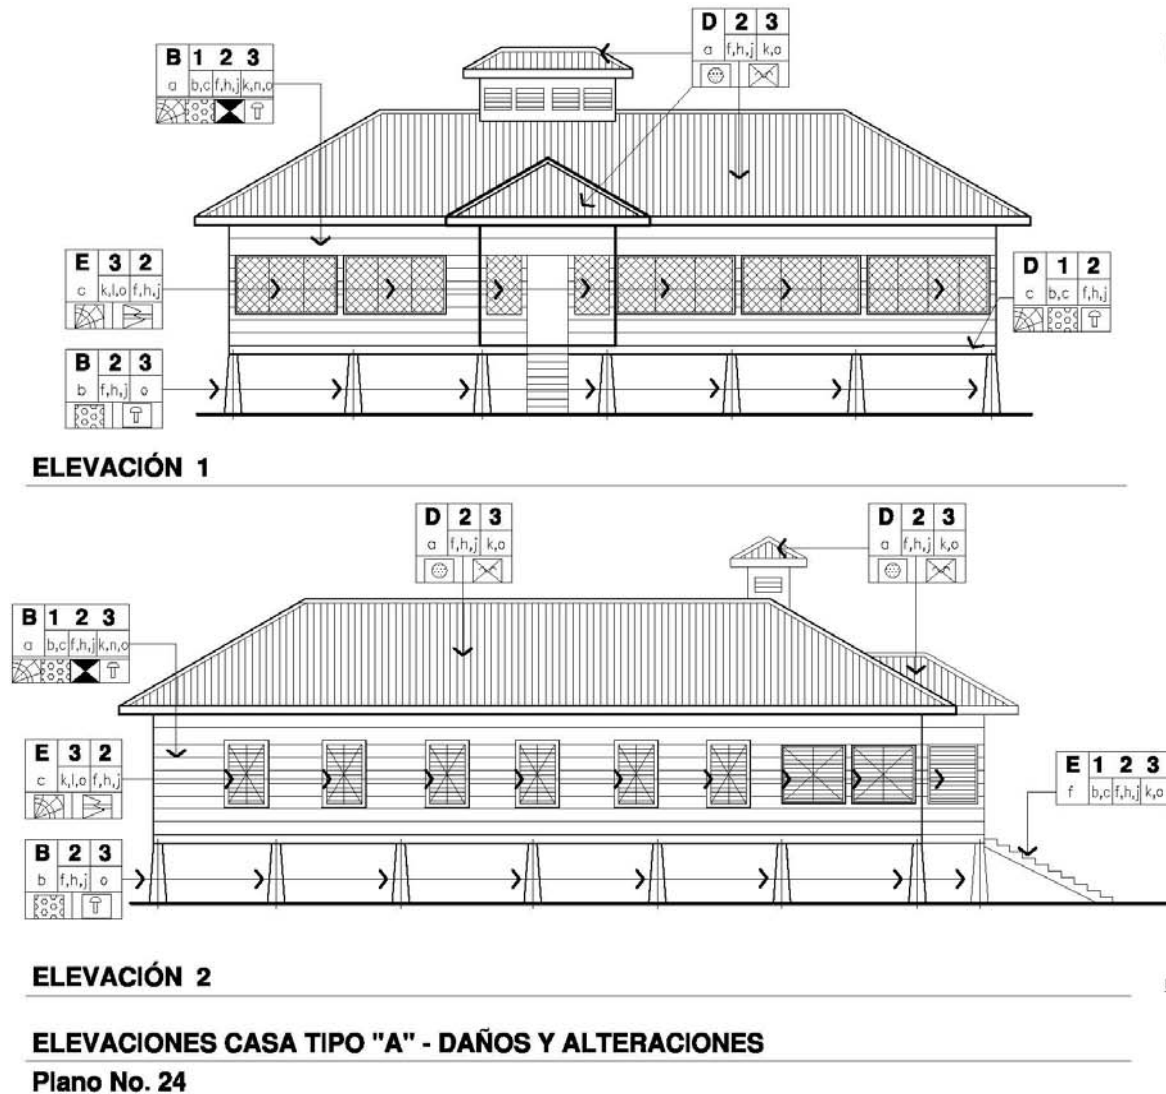 D 2 3
a f,h,j k,o
B 1 2 3
a b,c f,h,j k,n,o
E 3 2
c k,l,o f,h,j
D 1 2
c b,c f,h,j
B 2 3
b f,h,j o
ELEVACIÓN 1
D 2 3
a f,h,j k,o
D 2 3
a f,h,j k,o
B 1 2 3
a b,c f,h,j k,n,o
E 3 2
c k,l,o f,h,j
E 1 2 3
f b,c f,h,j k,o
B 2 3
b f,h,j o
ELEVACIÓN 2
ELEVACIONES CASA TIPO "A" - DAÑOS Y ALTERACIONES
Plano No. 24